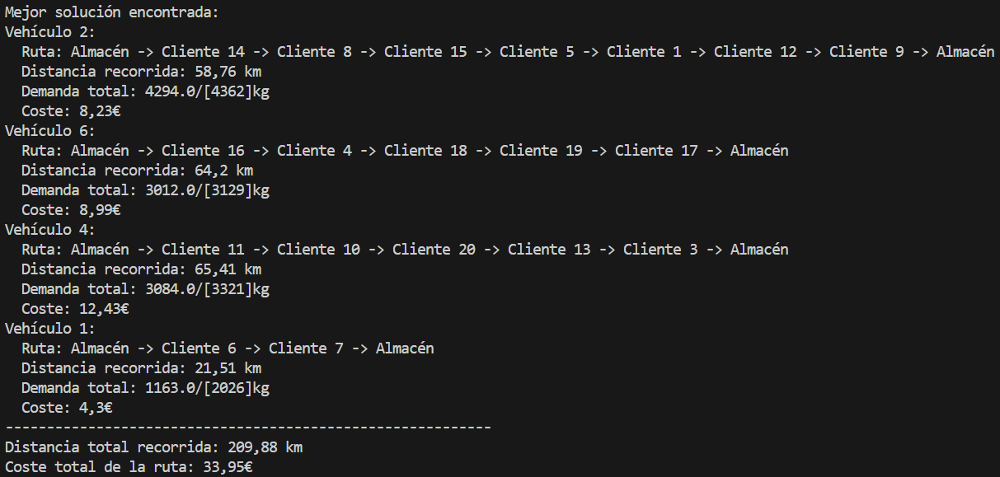 Mejor solución encontrada:
Vehículo 2:
Ruta: Almacén -> Cliente 14 -> Cliente 8 -> Cliente 15 -> Cliente 5 -> Cliente 1 -> Cliente 12 -> Cliente 9 -> Almacén
Distancia recorrida: 58,76 km
Demanda total: 4294.0/[4362]kg
Coste: 8,23€
Vehículo 6:
Ruta: Almacén -> Cliente 16 -> Cliente 4 -> Cliente 18 -> Cliente 19 -> Cliente 17 -> Almacén
Distancia recorrida: 64,2 km
Demanda total: 3012.0/[3129]kg
Coste: 8,99€
Vehículo 4:
Ruta: Almacén -> Cliente 11 -> Cliente 10 -> Cliente 20 -> Cliente 13 -> Cliente 3 -> Almacén
Distancia recorrida: 65,41 km
Demanda total: 3084.0/[3321]kg
Coste: 12,43€
Vehículo 1:
Ruta: Almacén -> Cliente 6 -> Cliente 7 -> Almacén
Distancia recorrida: 21,51 km
Demanda total: 1163.0/[2026]kg
Coste: 4,3€
-----------------------------------------------------------
Distancia total recorrida: 209,88 km
Coste total de la ruta: 33,95€